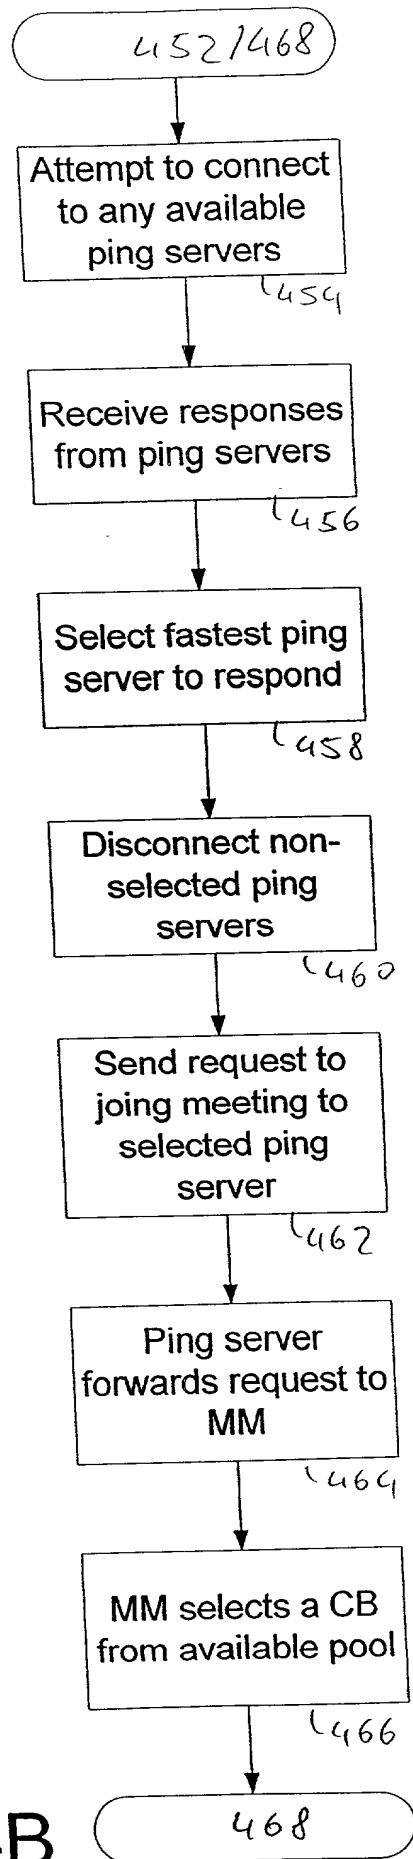 452/468
Attempt to connect
to any available
ping servers
454
Receive responses
from ping servers
456
Select fastest ping
server to respond
458
Disconnect non-
selected ping
servers
460
Send request to
joing meeting to
selected ping
server
462
Ping server
forwards request to
MM
464
MM selects a CB
from available pool
466
468
-B